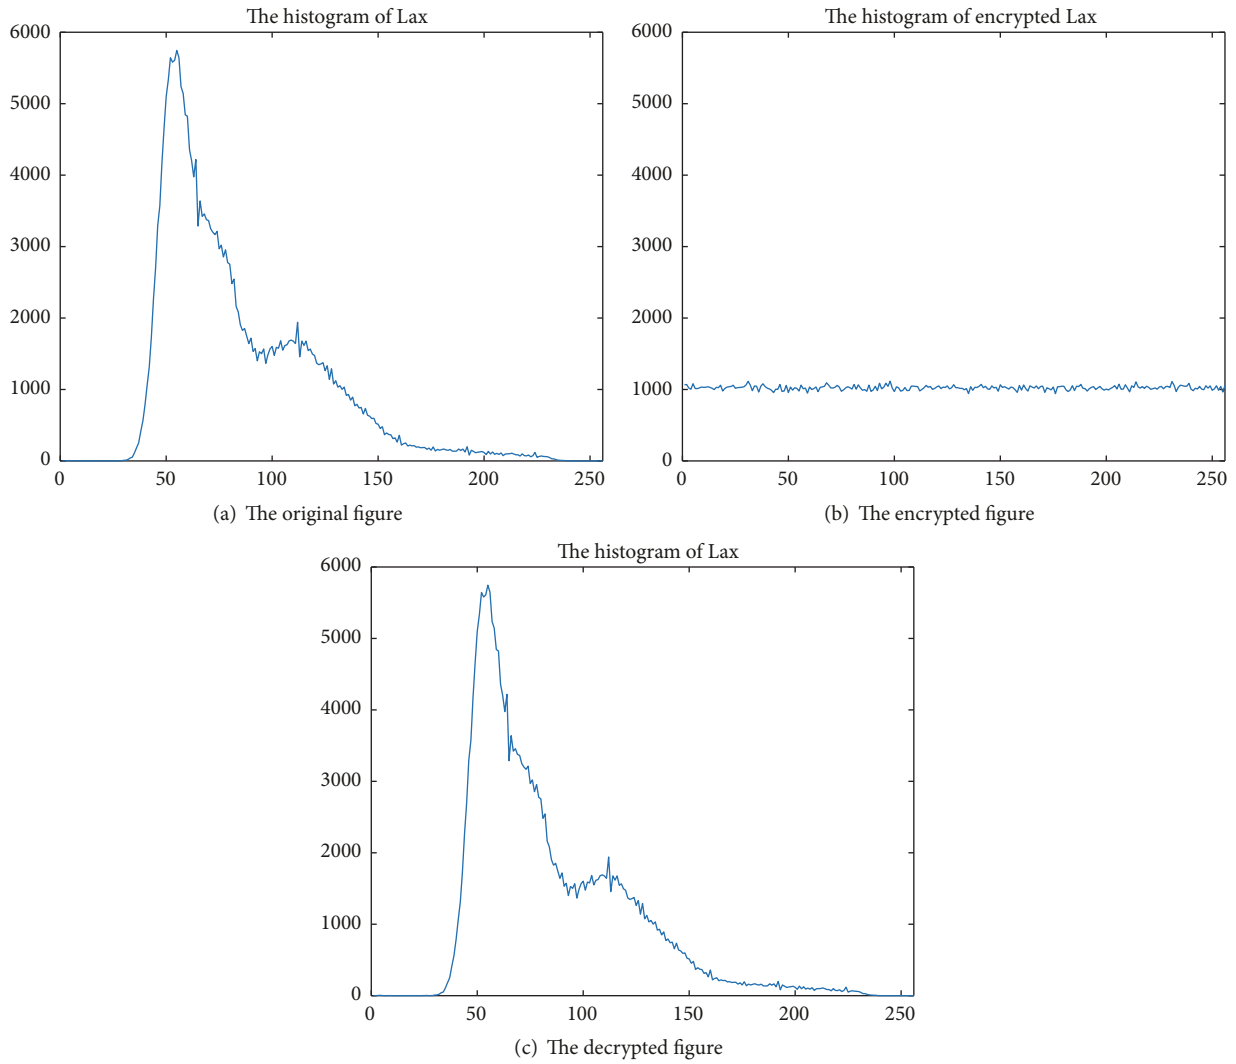 The histogram of Lax
6000
5000
4000
3000
2000
1000
0
0 50 100 150 200 250
(a) The original figure
The histogram of encrypted Lax
6000
5000
4000
3000
2000
1000
0
0 50 100 150 200 250
(b) The encrypted figure
The histogram of Lax
6000
5000
4000
3000
2000
1000
0
0 50 100 150 200 250
(c) The decrypted figure